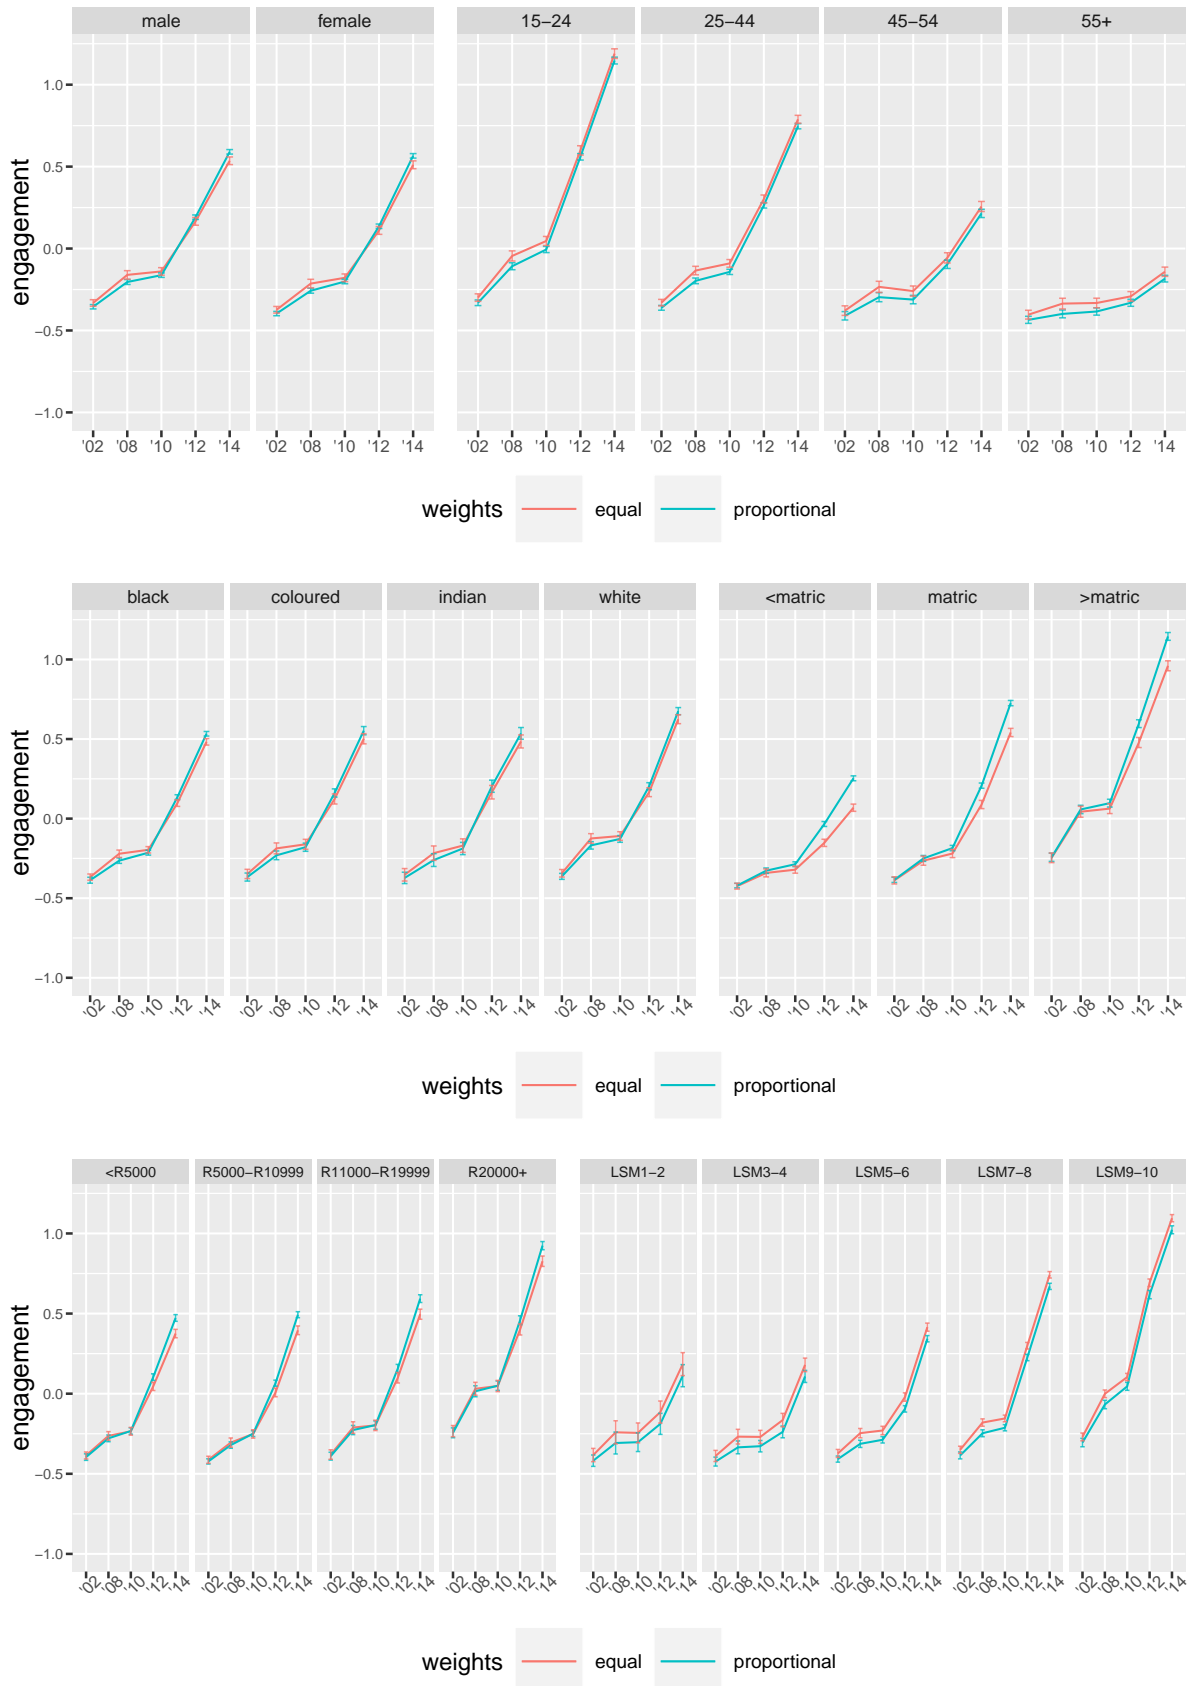 male female 15−24 25−44 45−54 55+
1.0
0.5
0.0
−0.5
−1.0
engagement
'02 '08 '10 '12 '14 '02 '08 '10 '12 '14 '02 '08 '10 '12 '14 '02 '08 '10 '12 '14 '02 '08 '10 '12 '14 '02 '08 '10 '12 '14
weights equal proportional
black coloured indian white <matric matric >matric
1.0
0.5
0.0
−0.5
−1.0
engagement
'02 '08 '10 '12 '14 '02 '08 '10 '12 '14 '02 '08 '10 '12 '14 '02 '08 '10 '12 '14 '02 '08 '10 '12 '14 '02 '08 '10 '12 '14 '02 '08 '10 '12 '14
weights equal proportional
<R5000 R5000−R10999 R11000−R19999 R20000+ LSM1−2 LSM3−4 LSM5−6 LSM7−8 LSM9−10
1.0
0.5
0.0
−0.5
−1.0
engagement
'02 '08 '10 '12 '14 '02 '08 '10 '12 '14 '02 '08 '10 '12 '14 '02 '08 '10 '12 '14 '02 '08 '10 '12 '14 '02 '08 '10 '12 '14 '02 '08 '10 '12 '14 '02 '08 '10 '12 '14 '02 '08 '10 '12 '14
weights equal proportional